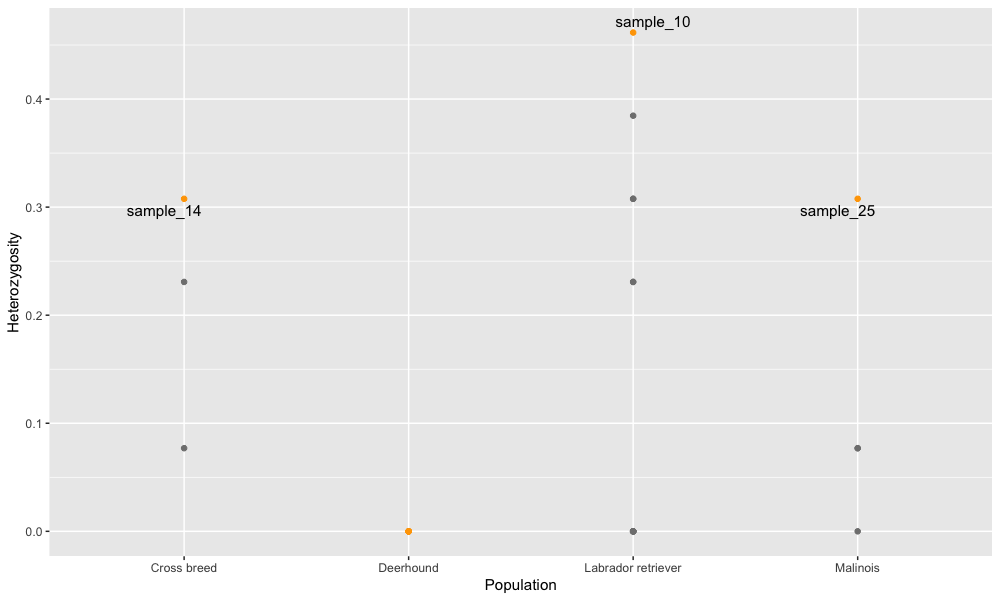 sample_10
0.4
0.3
sample_14
sample_25
0.2
0.1
0.0
Heterozygosity
Cross breed
Deerhound
Labrador retriever
Malinois
Population